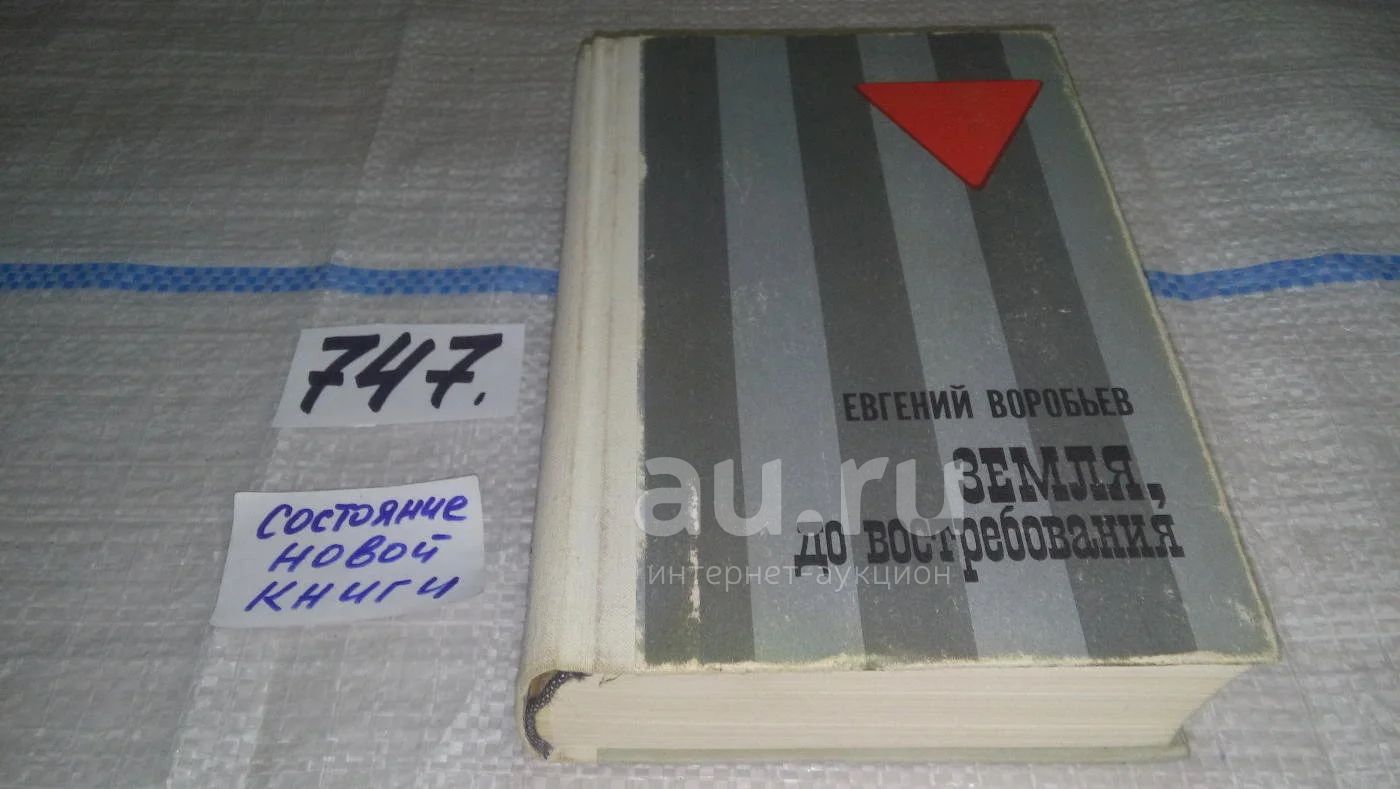 747.
СОСТОЯНИЕ
НОВОЙ
КНИГИ
ЕВГЕНИЙ ВОРОБЬЕВ
ЗЕМЛЯ,
ДО ВОСТРЕБОВАНИЯ
au.ru
интернет-аукцион